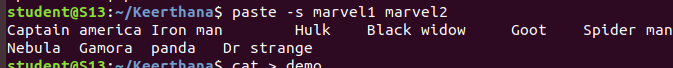 student@S13:~/Keerthana$ paste -s marvel1 marvel2
Captain america Iron man Hulk Black widow Goot Spider man
Nebula Gamora panda Dr strange
student@S13:~/Keerthana$ cat > demo